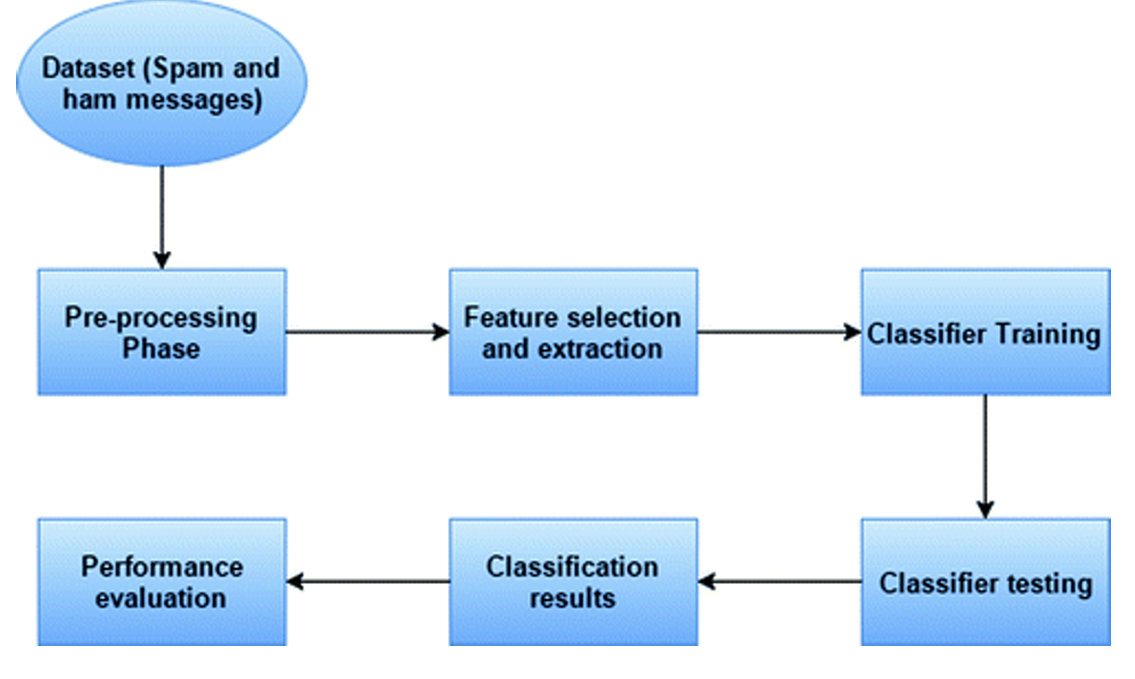 Dataset (Spam and
ham messages)
Pre-processing
Phase
Feature selection
and extraction
Classifier Training
Classifier testing
Classification
results
Performance
evaluation